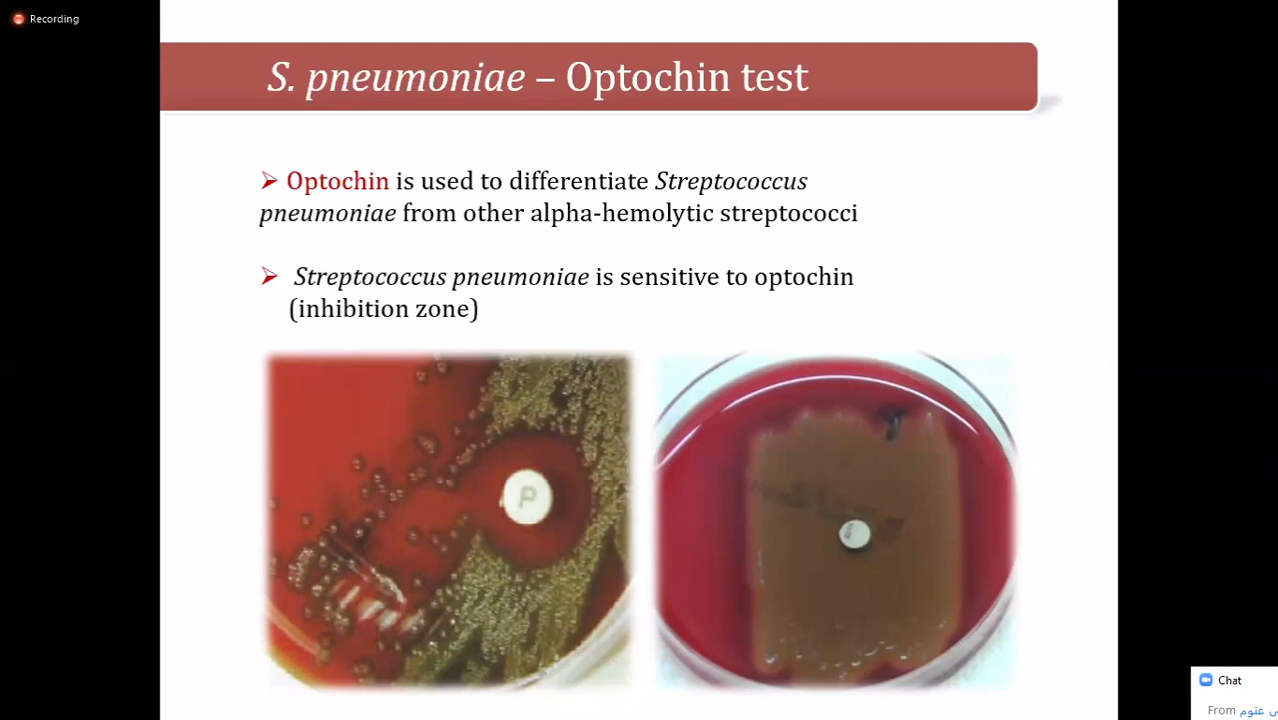 Recording
S. pneumoniae – Optochin test
➢ Optochin is used to differentiate Streptococcus
pneumoniae from other alpha-hemolytic streptococci
➢ Streptococcus pneumoniae is sensitive to optochin
(inhibition zone)
P
Chat
From ى عتوم